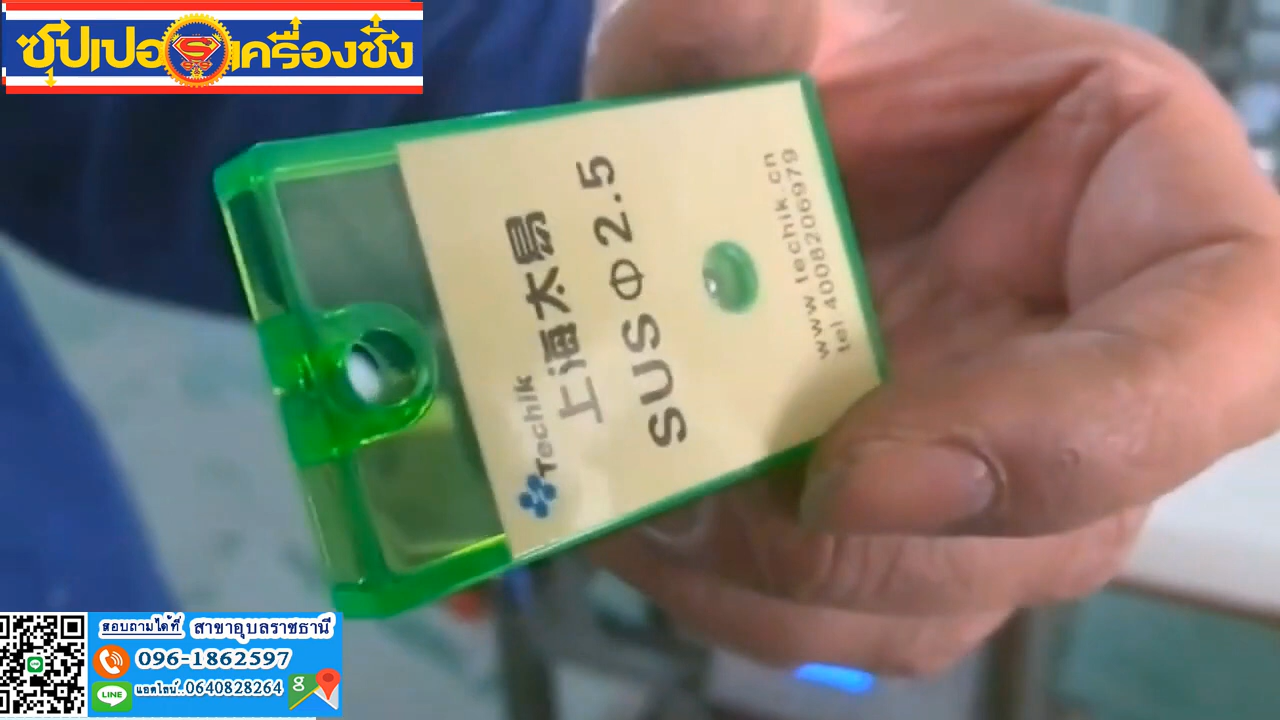 ซุปเปอร์เครื่องชั่ง
Techik
上海太易
SUS Φ 2.5
www techik.cn
tel 4008206979
สอบถามได้ที่ สาขาอุบลราชธานี
096-1862597
LINE
แอดไลน์..0640828264